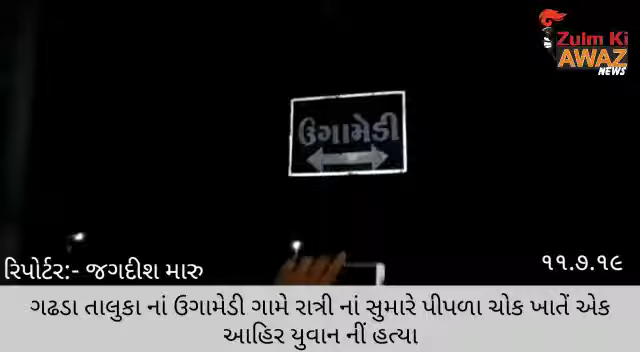 Zulm Ki
AWAZ
NEWS
ઉગામેડી
રિપોર્ટર:- જગદીશ મારુ
૧૧.૭.૧૯
ગઢડા તાલુકા નાં ઉગામેડી ગામે રાત્રી નાં સુમારે પીપળા ચોક ખાતેં એક
આહિર યુવાન નીં હત્યા